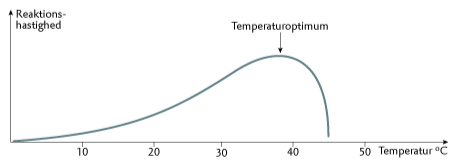 Reaktions-
hastighed
Temperaturoptimum
10 20 30 40 50 Temperatur °C